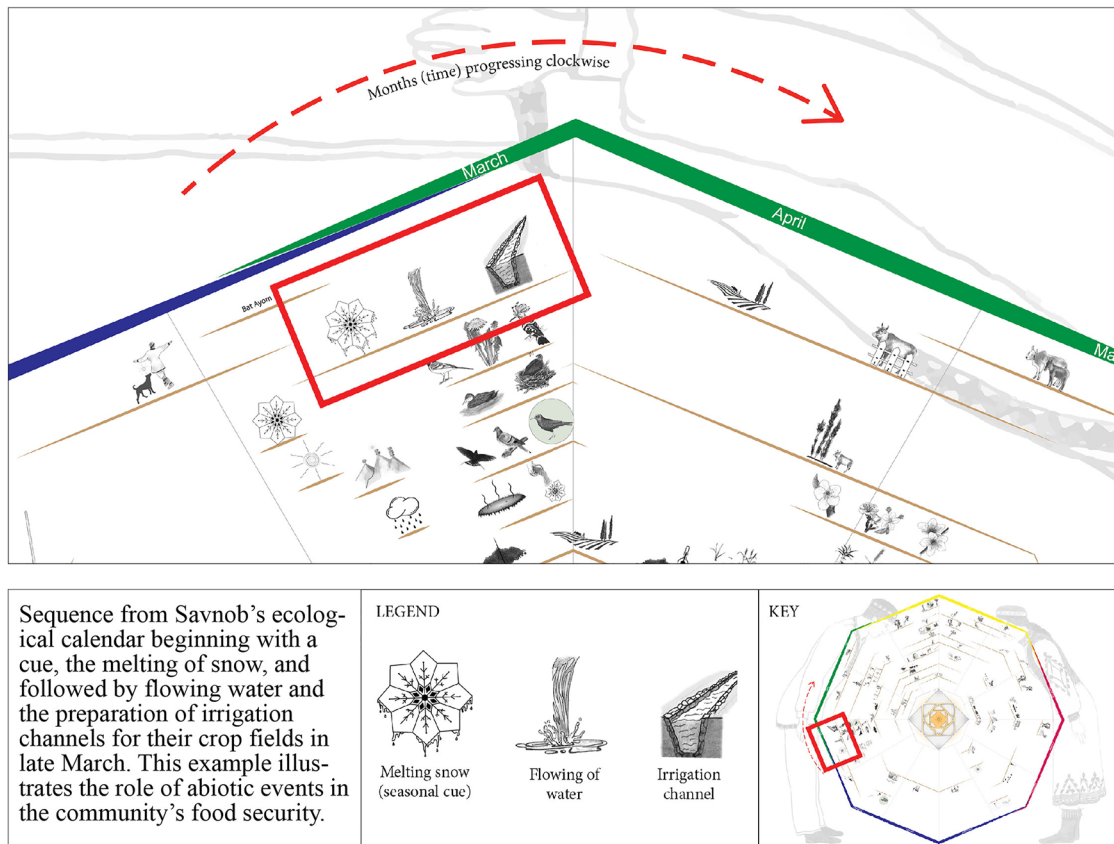 Months (time) progressing clockwise
March
April
Ma
Bat Ayom
Sequence from Savnob's ecolog-
ical calendar beginning with a
cue, the melting of snow, and
followed by flowing water and
the preparation of irrigation
channels for their crop fields in
late March. This example illus-
trates the role of abiotic events in
the community's food security.
LEGEND
Melting snow
(seasonal cue)
Flowing of
water
Irrigation
channel
KEY